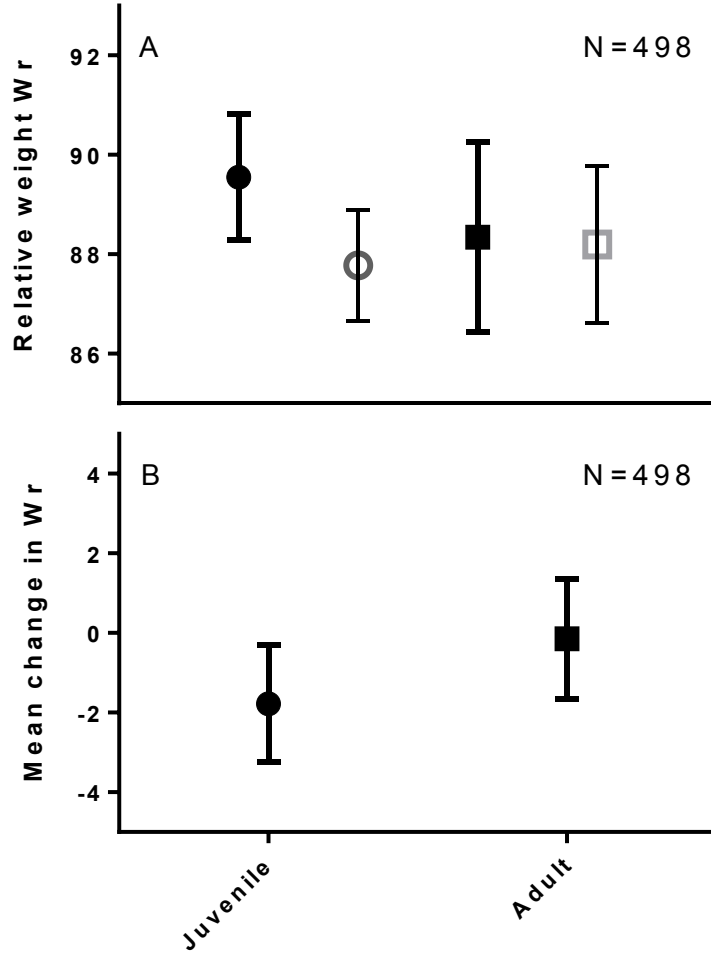 A
N=498
Relative weight Wr
92
90
88
86
B
N=498
Mean change in Wr
4
2
0
-2
-4
Juvenile
Adult